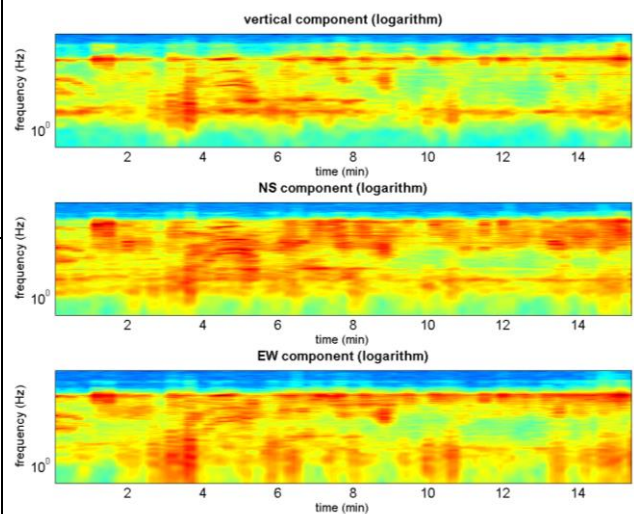 vertical component (logarithm)
frequency (Hz)
10⁰
2 4 6 8 10 12 14
time (min)
NS component (logarithm)
frequency (Hz)
10⁰
2 4 6 8 10 12 14
time (min)
EW component (logarithm)
frequency (Hz)
10⁰
2 4 6 8 10 12 14
time (min)